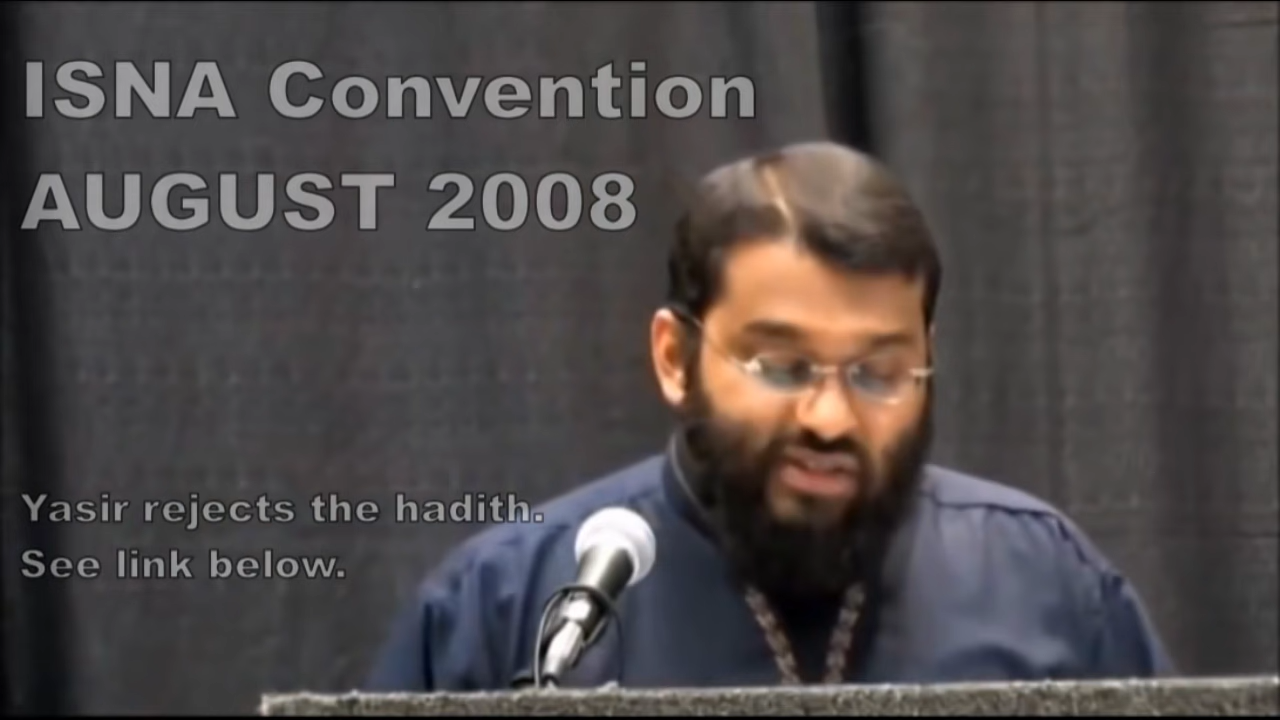 ISNA Convention
AUGUST 2008
Yasir rejects the hadith.
See link below.